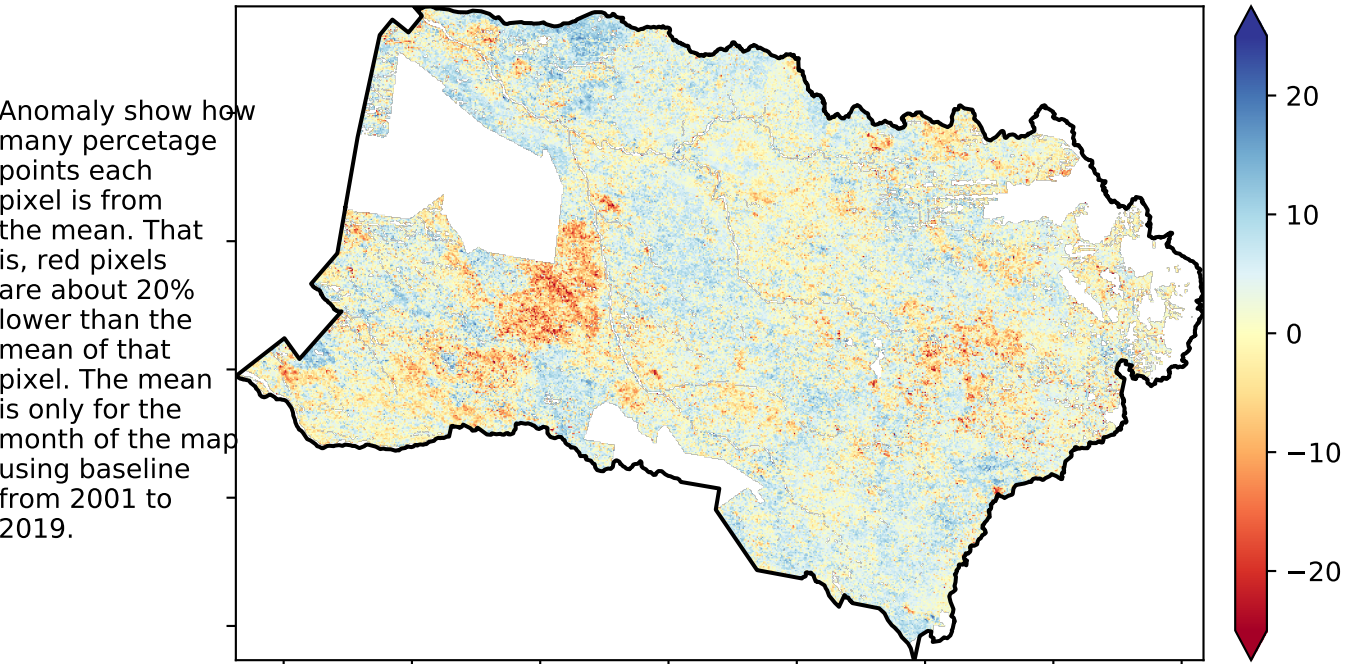 Anomaly show how
many percetage
points each
pixel is from
the mean. That
is, red pixels
are about 20%
lower than the
mean of that
pixel. The mean
is only for the
month of the map
using baseline
from 2001 to
2019.
20
10
0
−10
−20